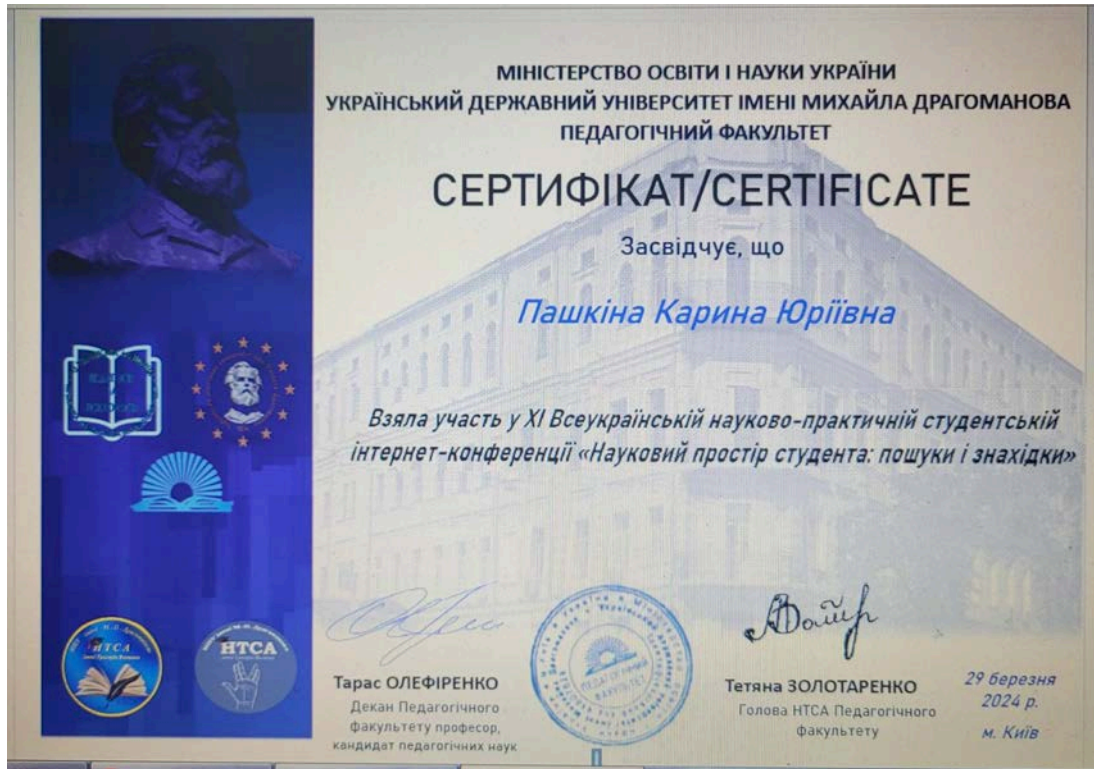 МІНІСТЕРСТВО ОСВІТИ І НАУКИ УКРАЇНИ
УКРАЇНСЬКИЙ ДЕРЖАВНИЙ УНІВЕРСИТЕТ ІМЕНІ МИХАЙЛА ДРАГОМАНОВА
ПЕДАГОГІЧНИЙ ФАКУЛЬТЕТ
СЕРТИФІКАТ/CERTIFICATE
Засвідчує, що
Пашкіна Карина Юріївна
Взяла участь у XI Всеукраїнській науково-практичній студентській
інтернет-конференції «Науковий простір студента: пошуки і знахідки»
НТСА
НТСА
ПЕДАГОГІЧНИЙ
ФАКУЛЬТЕТ
Тарас ОЛЕФІРЕНКО
Декан Педагогічного
факультету професор,
кандидат педагогічних наук
Тетяна ЗОЛОТАРЕНКО
Голова НТСА Педагогічного
факультету
29 березня
2024 р.
м. Київ